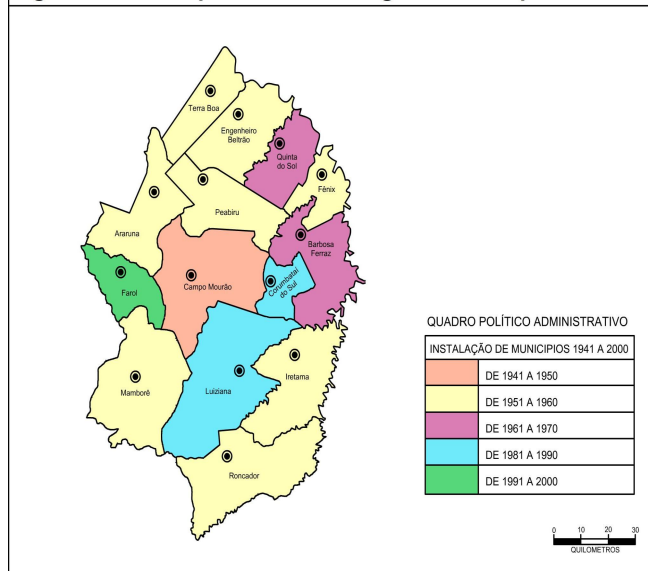 Terra Boa
Engenheiro
Beltrão
Quinta
do Sol
Fênix
Peabiru
Araruna
Barbosa
Ferraz
Corumbataí
do Sul
Campo Mourão
Farol
Luiziana
Iretama
Mamborê
Roncador
QUADRO POLÍTICO ADMINISTRATIVO
INSTALAÇÃO DE MUNICIPIOS 1941 A 2000
DE 1941 A 1950
DE 1951 A 1960
DE 1961 A 1970
DE 1981 A 1990
DE 1991 A 2000
0 10 20 30
QUILOMETROS